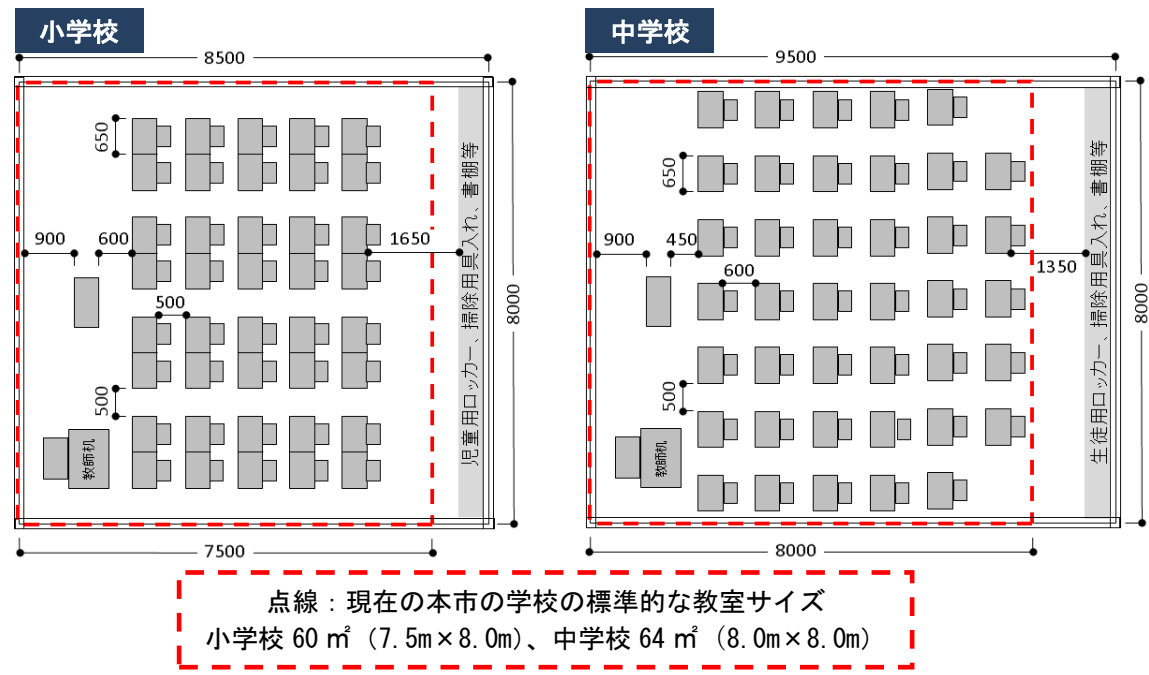 小学校
8500
650
900
600
1650
500
500
教師机
児童用ロッカー、掃除用具入れ、書棚等
8000
7500
中学校
9500
650
900
450
600
1350
500
教師机
生徒用ロッカー、掃除用具入れ、書棚等
8000
8000
点線：現在の本市の学校の標準的な教室サイズ
小学校 60 ㎡（7.5m×8.0m）、中学校 64 ㎡（8.0m×8.0m）